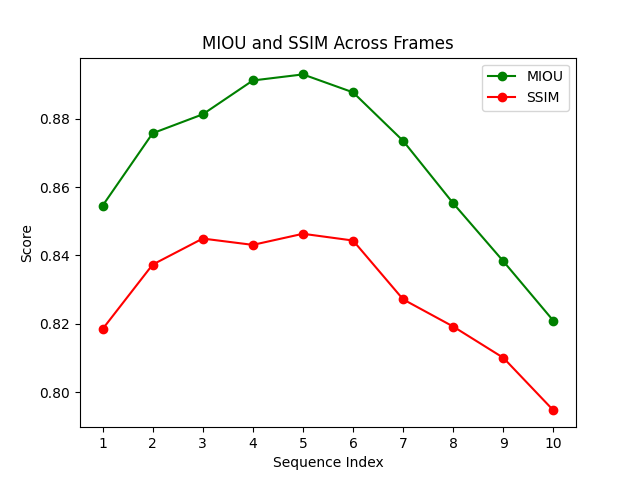 MIOU and SSIM Across Frames
MIOU
SSIM
0.88
0.86
0.84
0.82
0.80
Score
1 2 3 4 5 6 7 8 9 10
Sequence Index